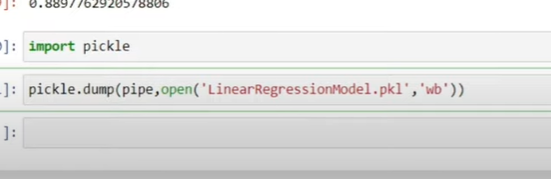 ]: 0.8897762920578806
]: import pickle
]: pickle.dump(pipe,open('LinearRegressionModel.pkl','wb'))
]: